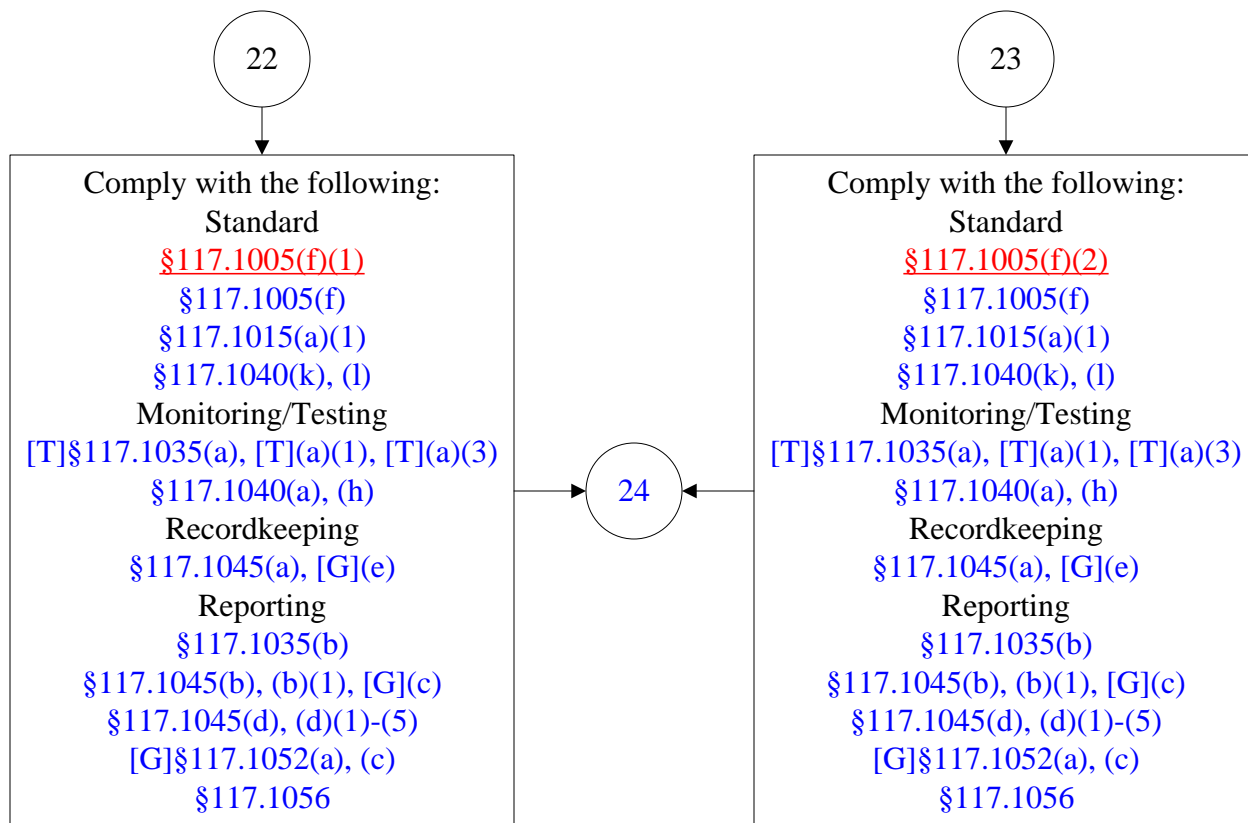 22
Comply with the following:
Standard
§117.1005(f)(1)
§117.1005(f)
§117.1015(a)(1)
§117.1040(k), (l)
Monitoring/Testing
[T]§117.1035(a), [T](a)(1), [T](a)(3)
§117.1040(a), (h)
Recordkeeping
§117.1045(a), [G](e)
Reporting
§117.1035(b)
§117.1045(b), (b)(1), [G](c)
§117.1045(d), (d)(1)-(5)
[G]§117.1052(a), (c)
§117.1056
24
23
Comply with the following:
Standard
§117.1005(f)(2)
§117.1005(f)
§117.1015(a)(1)
§117.1040(k), (l)
Monitoring/Testing
[T]§117.1035(a), [T](a)(1), [T](a)(3)
§117.1040(a), (h)
Recordkeeping
§117.1045(a), [G](e)
Reporting
§117.1035(b)
§117.1045(b), (b)(1), [G](c)
§117.1045(d), (d)(1)-(5)
[G]§117.1052(a), (c)
§117.1056